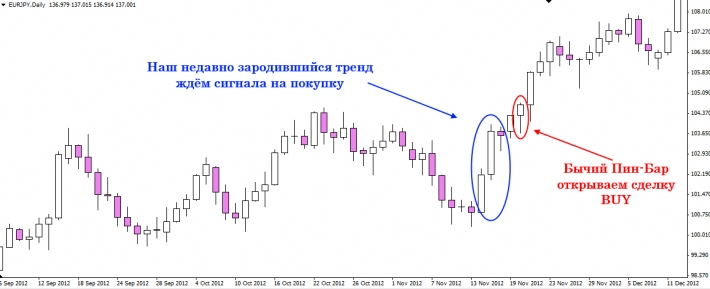 EURJPY,Daily 136.979 137.015 136.914 137.001
108.010
107.290
106.550
105.830
105.090
104.370
103.650
102.930
102.190
101.470
100.750
100.010
99.290
98.570
Наш недавно зародившийся тренд
ждём сигнала на покупку
Бычий Пин-Бар
открываем сделку
BUY
6 Sep 2012 12 Sep 2012 18 Sep 2012 24 Sep 2012 28 Sep 2012 4 Oct 2012 10 Oct 2012 16 Oct 2012 22 Oct 2012 26 Oct 2012 1 Nov 2012 7 Nov 2012 13 Nov 2012 19 Nov 2012 23 Nov 2012 29 Nov 2012 5 Dec 2012 11 Dec 2012